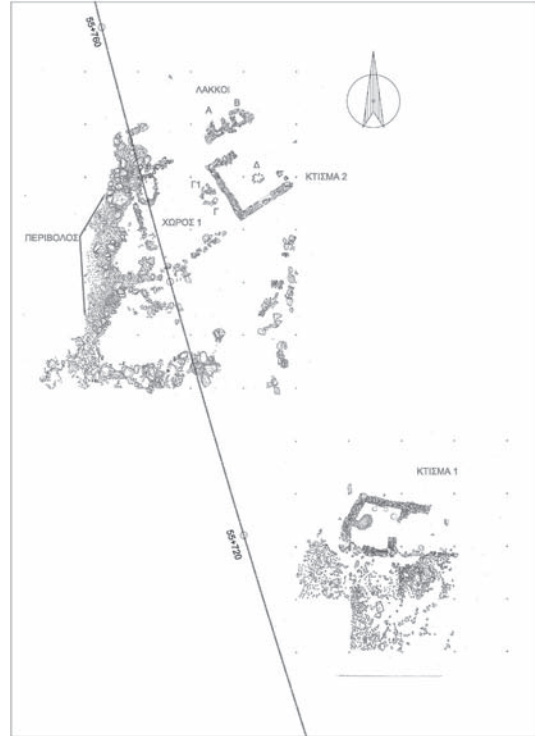 55+760
ΛΑΚΚΟΙ
Α Β
Δ
ΚΤΙΣΜΑ 2
Γ1
Γ
ΧΩΡΟΣ 1
ΠΕΡΙΒΟΛΟΣ
ΚΤΙΣΜΑ 1
55+720